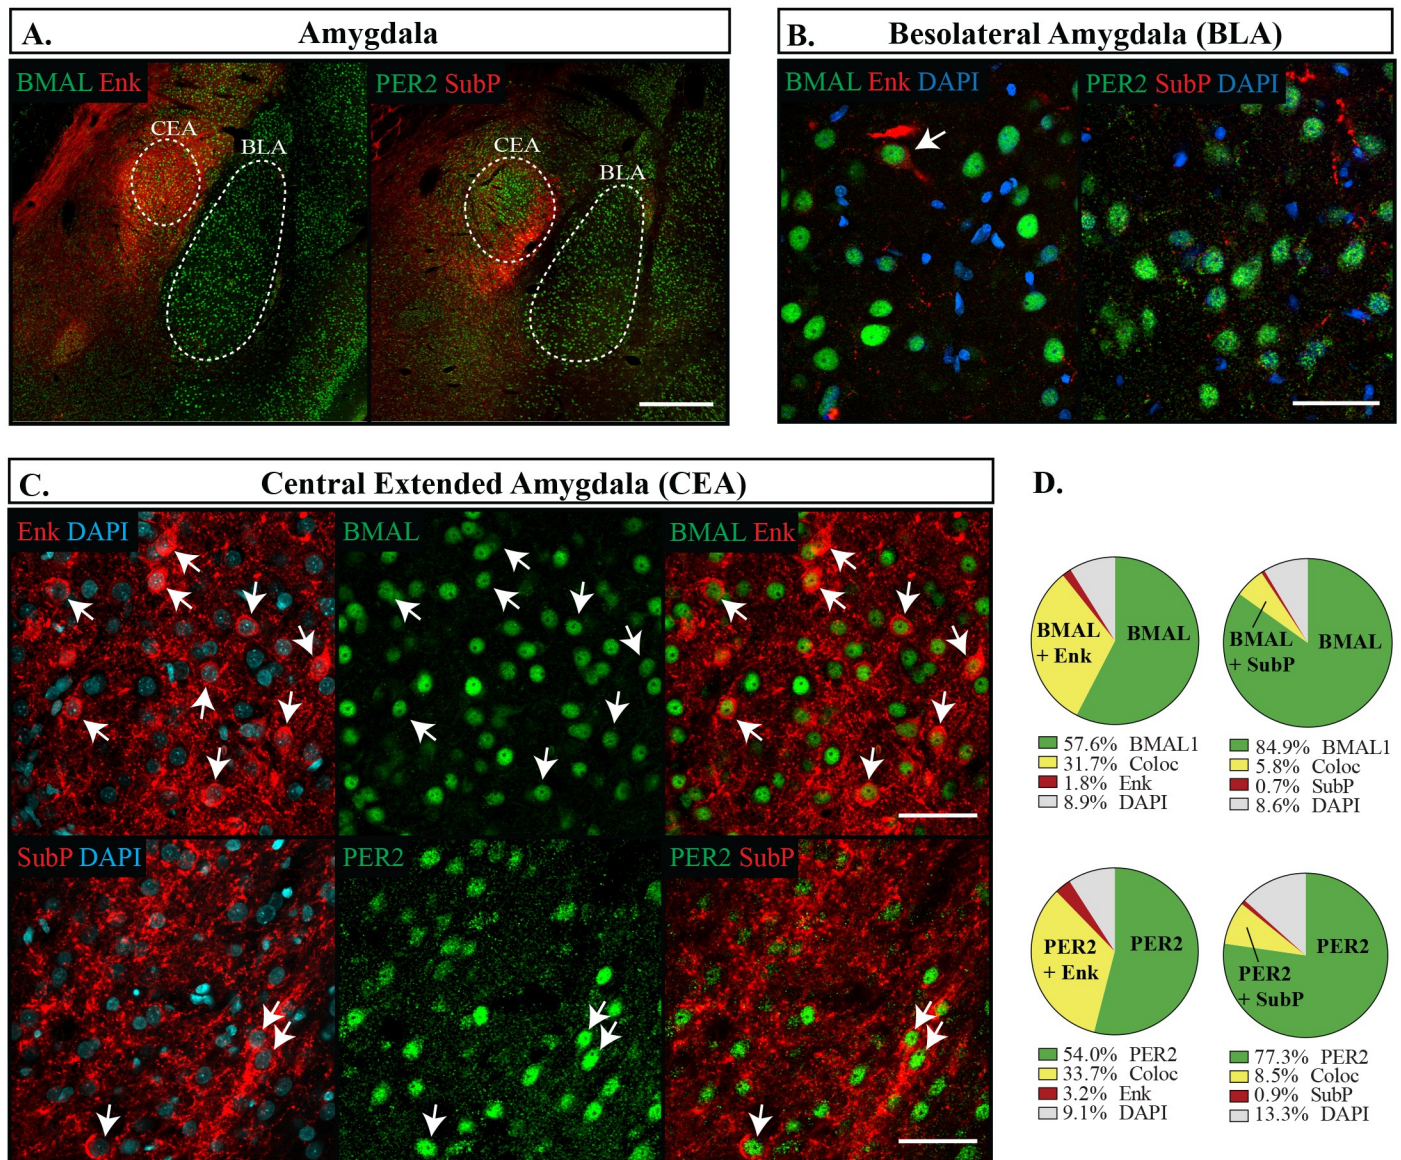 A. Amygdala
BMAL Enk
PER2 SubP
CEA
BLA
CEA
BLA
B. Besolateral Amygdala (BLA)
BMAL Enk DAPI
PER2 SubP DAPI
C. Central Extended Amygdala (CEA)
Enk DAPI
BMAL
BMAL Enk
SubP DAPI
PER2
PER2 SubP
D.
BMAL
+ Enk
BMAL
57.6% BMAL1
31.7% Coloc
1.8% Enk
8.9% DAPI
BMAL
+ SubP
BMAL
84.9% BMAL1
5.8% Coloc
0.7% SubP
8.6% DAPI
PER2
+ Enk
PER2
54.0% PER2
33.7% Coloc
3.2% Enk
9.1% DAPI
PER2
+ SubP
PER2
77.3% PER2
8.5% Coloc
0.9% SubP
13.3% DAPI